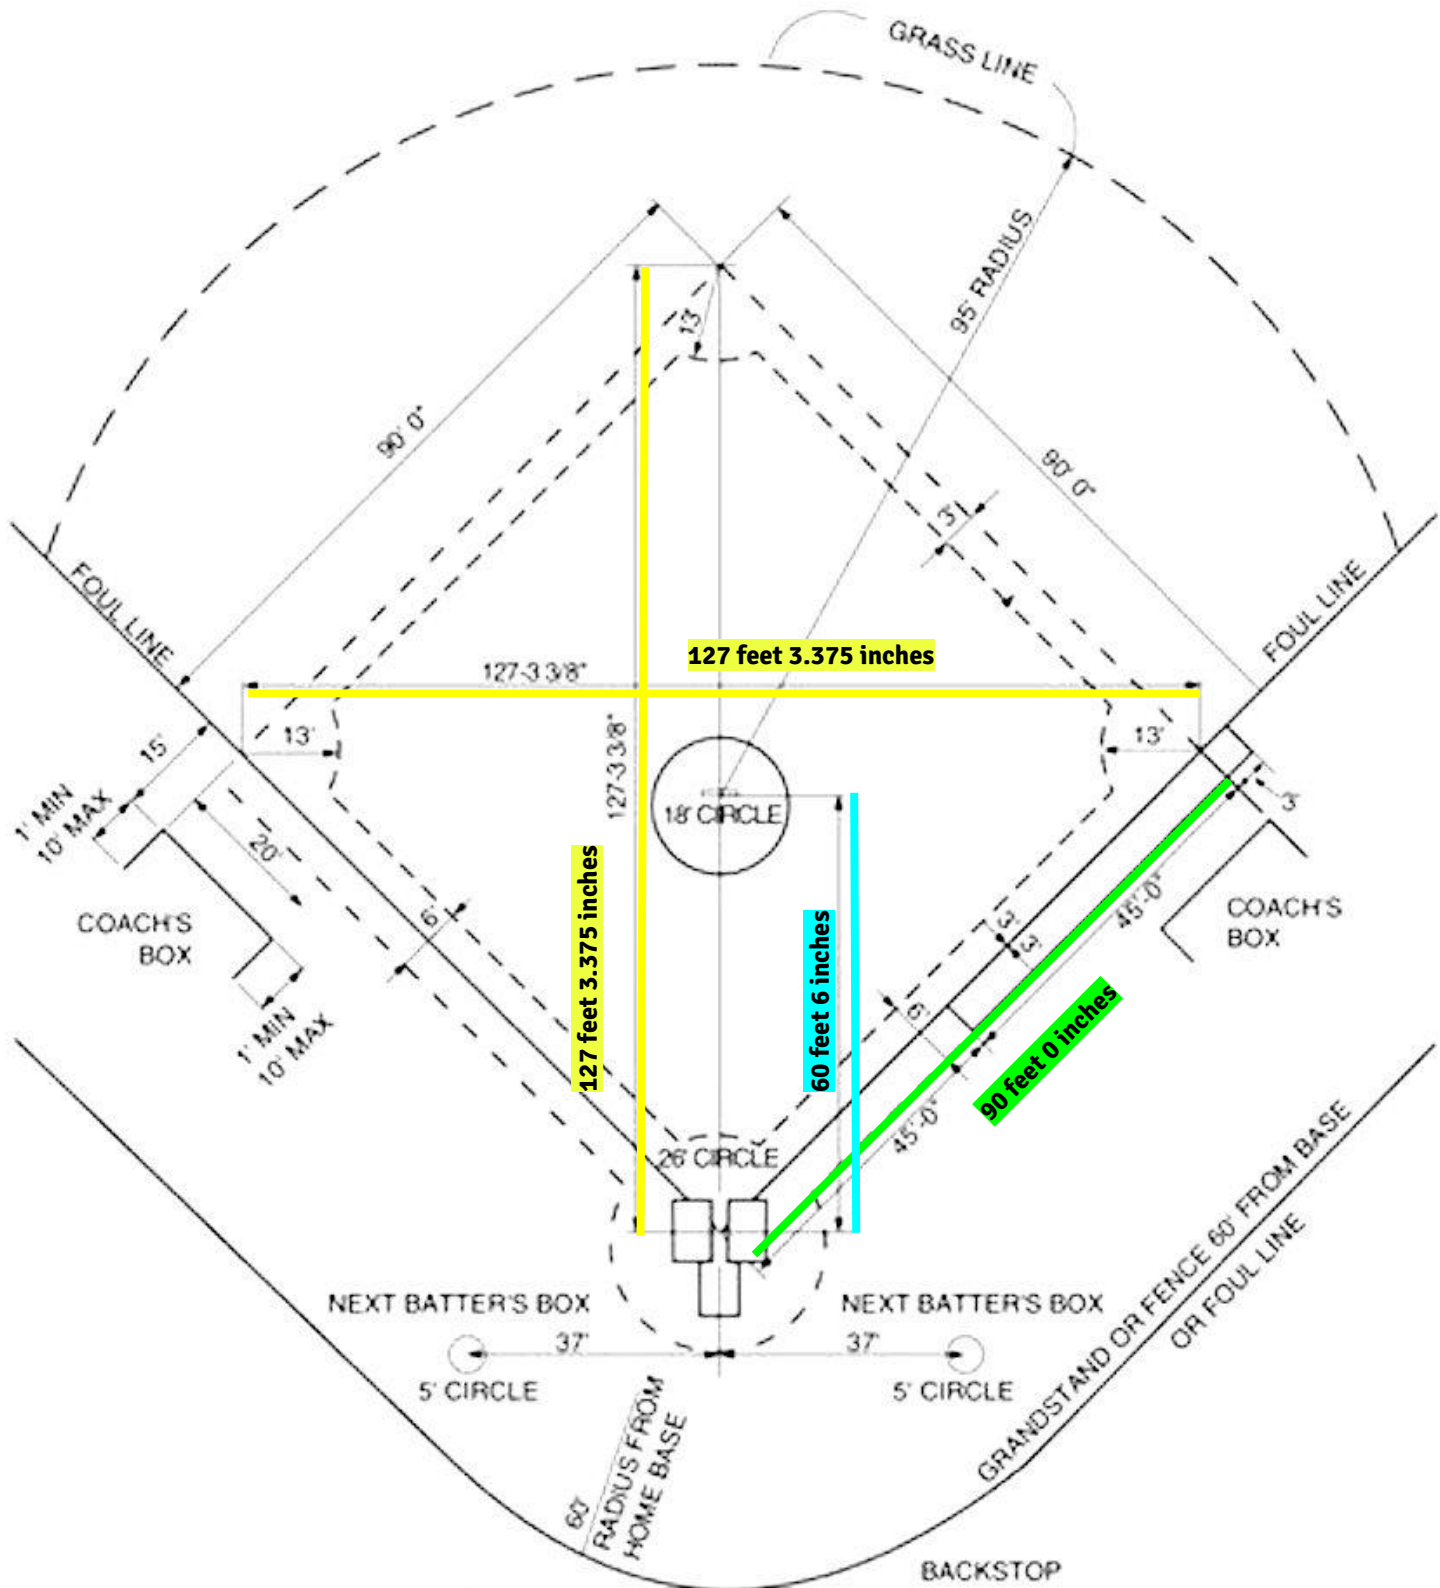 GRASS LINE
95' RADIUS
13'
90' 0"
90' 0"
3'
FOUL LINE
FOUL LINE
127 feet 3.375 inches
127-3 3/8"
127-3 3/8"
13'
13'
15'
1' MIN
10' MAX
18' CIRCLE
3'
20'
127 feet 3.375 inches
60 feet 6 inches
45'-0"
COACH'S
BOX
COACH'S
BOX
6'
3'
3'
6'
1' MIN
10' MAX
90 feet 0 inches
45'-0"
26' CIRCLE
GRANDSTAND OR FENCE 60' FROM BASE
OR FOUL LINE
NEXT BATTER'S BOX
NEXT BATTER'S BOX
37'
37'
5' CIRCLE
5' CIRCLE
60'
RADIUS FROM
HOME BASE
BACKSTOP